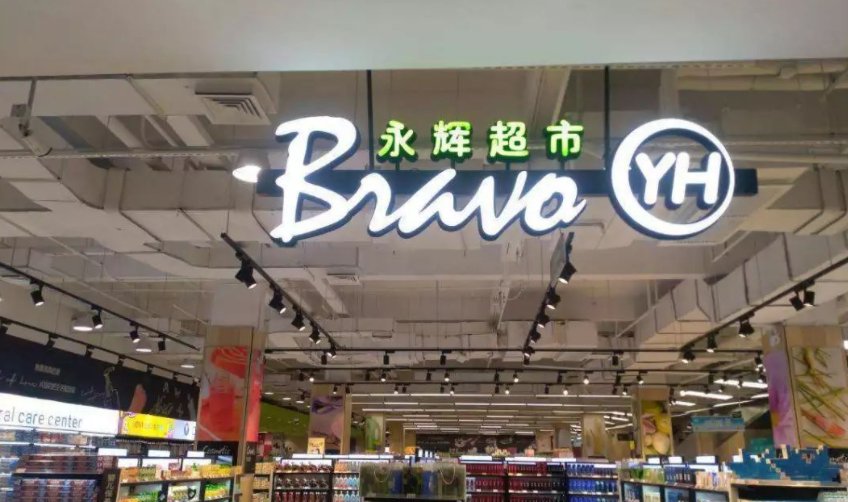 永辉超市
Bravo YH
ral care center